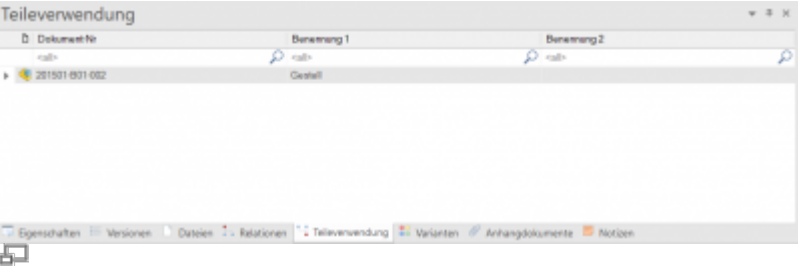 Teileverwendung
Dokument-Nr Benennung 1 Benennung 2
<all> <all> <all>
201501-B01-002 Gestell
Eigenschaften Versionen Dateien Relationen Teileverwendung Varianten Anhangdokumente Notizen